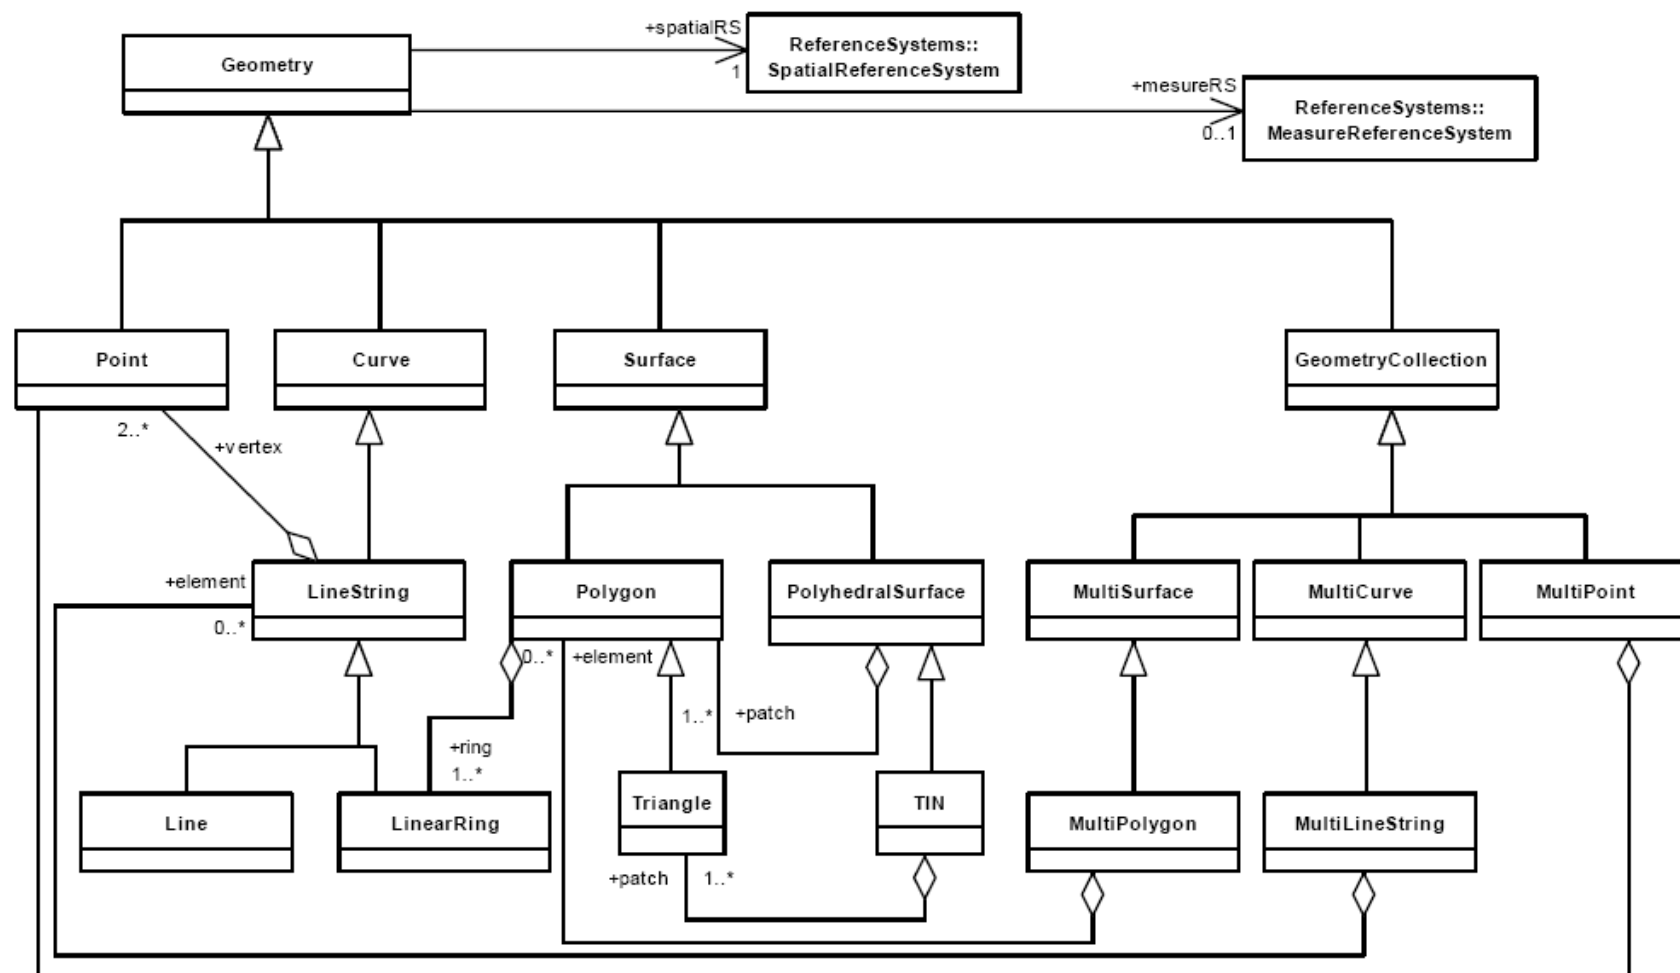 +spatialRS
1
ReferenceSystems::
SpatialReferenceSystem
Geometry
+mesureRS
0..1
ReferenceSystems::
MeasureReferenceSystem
Point
Curve
Surface
GeometryCollection
2..*
+vertex
+element
0..*
LineString
Polygon
PolyhedralSurface
MultiSurface
MultiCurve
MultiPoint
0..*
+element
1..*
+patch
+ring
1..*
Line
LinearRing
Triangle
TIN
MultiPolygon
MultiLineString
+patch
1..*